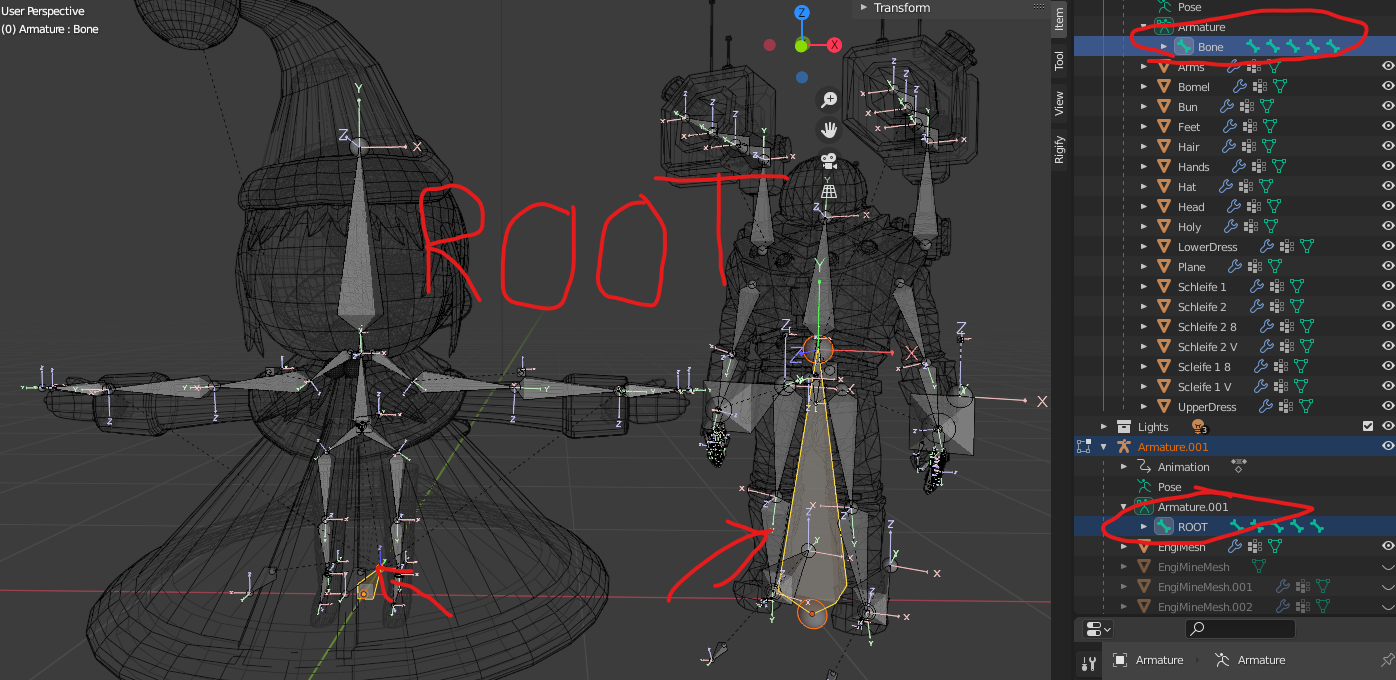 User Perspective
(0) Armature : Bone
Transform
Item
Tool
View
Rigify
ROOT
Pose
Armature
Bone
Arms
Bomel
Bun
Feet
Hair
Hands
Hat
Head
Holy
LowerDress
Plane
Schleife 1
Schleife 2
Schleife 2 8
Schleife 2 V
Scleife 1 8
Scleife 1 V
UpperDress
Lights 3
Armature.001
Animation
Pose
Armature.001
ROOT
EngiMesh
EngiMineMesh
EngiMineMesh.001
EngiMineMesh.002
Armature Armature